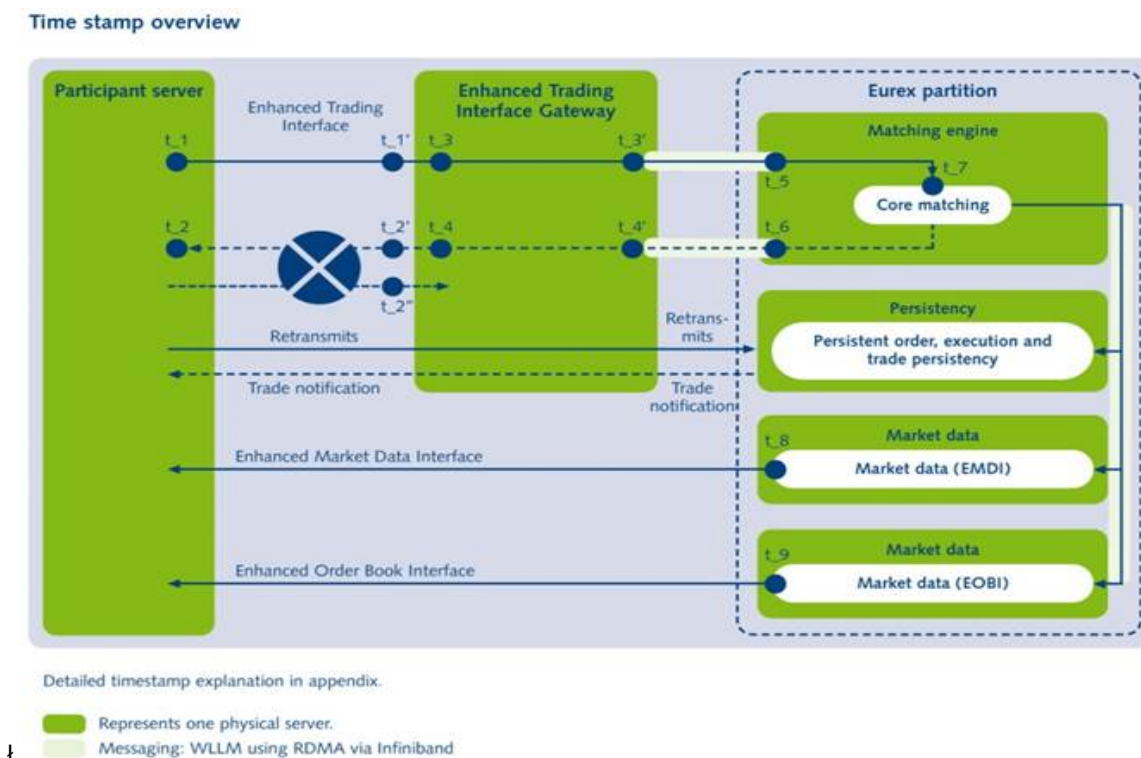 Time stamp overview
Participant server
Enhanced Trading
Interface
Enhanced Trading
Interface Gateway
Eurex partition
Matching engine
t_1
t_1'
t_3
t_3'
t_5
t_7
Core matching
t_2
t_2'
t_4
t_4'
t_6
t_2"
Retransmits
Retrans-
mits
Persistency
Persistent order, execution and
trade persistency
Trade notification
Trade
notification
Market data
t_8
Enhanced Market Data Interface
Market data (EMDI)
Market data
t_9
Enhanced Order Book Interface
Market data (EOBI)
Detailed timestamp explanation in appendix.
Represents one physical server.
Messaging: WLLM using RDMA via Infiniband